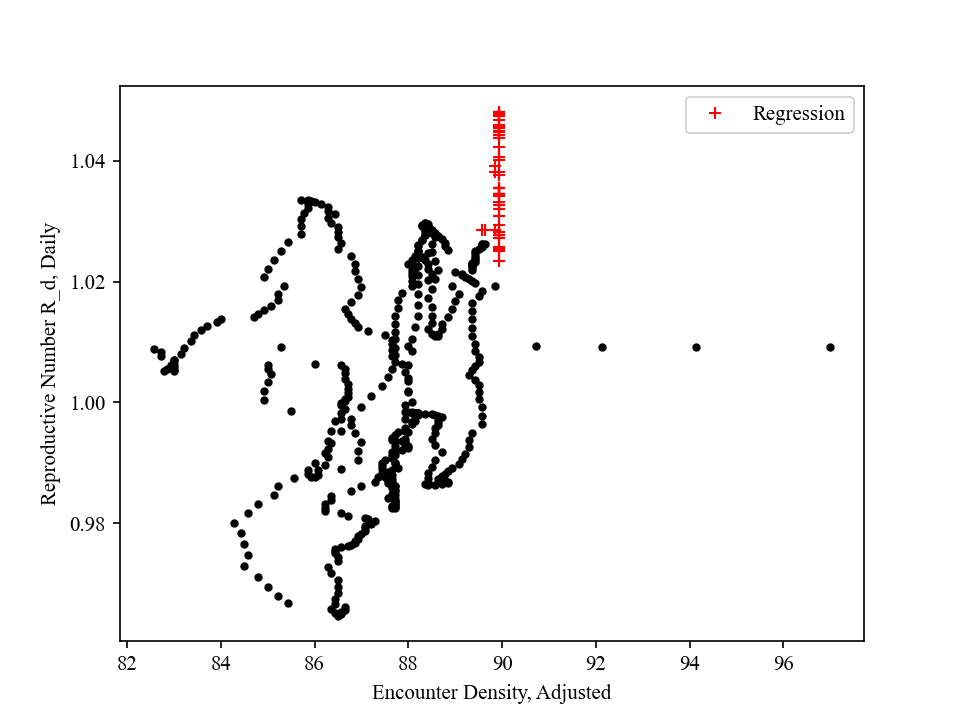 Regression
1.04
1.02
1.00
0.98
Reproductive Number R_d, Daily
82 84 86 88 90 92 94 96
Encounter Density, Adjusted